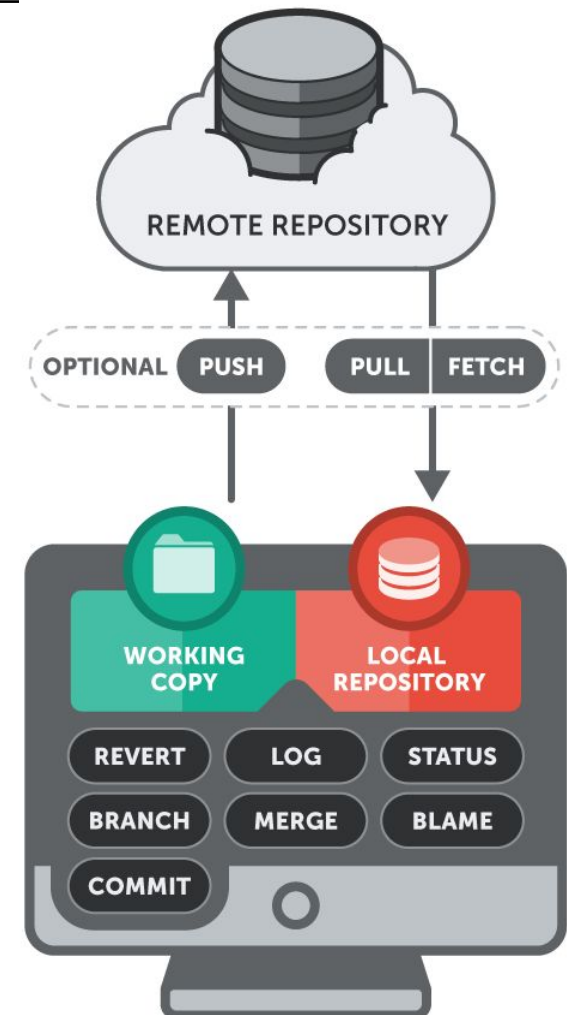 REMOTE REPOSITORY
OPTIONAL PUSH PULL FETCH
WORKING
COPY
LOCAL
REPOSITORY
REVERT LOG STATUS
BRANCH MERGE BLAME
COMMIT